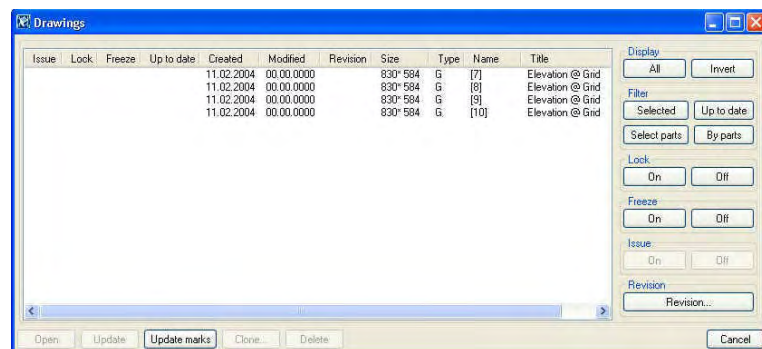 Drawings
Issue Lock Freeze Up to date Created Modified Revision Size Type Name Title
11.02.2004 00.00.0000 830* 584 G [7] Elevation @ Grid
11.02.2004 00.00.0000 830* 584 G [8] Elevation @ Grid
11.02.2004 00.00.0000 830* 584 G [9] Elevation @ Grid
11.02.2004 00.00.0000 830* 584 G [10] Elevation @ Grid
Display
All Invert
Filter
Selected Up to date
Select parts By parts
Lock
On Off
Freeze
On Off
Issue
On Off
Revision
Revision...
Open Update Update marks Clone... Delete Cancel